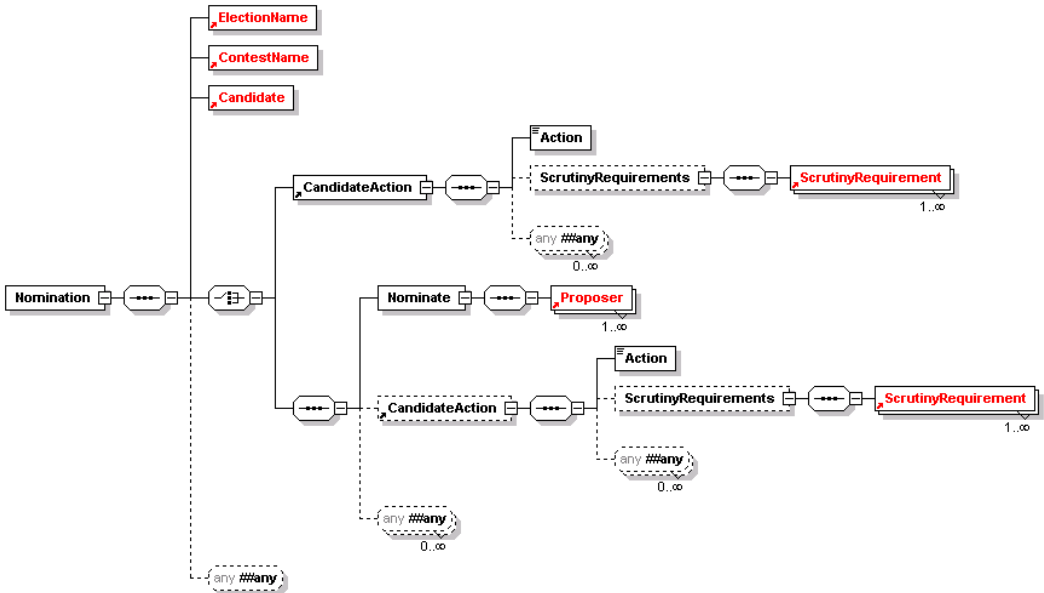 ElectionName
ContestName
Candidate
Action
CandidateAction
ScrutinyRequirements
ScrutinyRequirement
1..∞
any ##any
0..∞
Nomination
Nominate
Proposer
1..∞
Action
CandidateAction
ScrutinyRequirements
ScrutinyRequirement
1..∞
any ##any
0..∞
any ##any
0..∞
any ##any